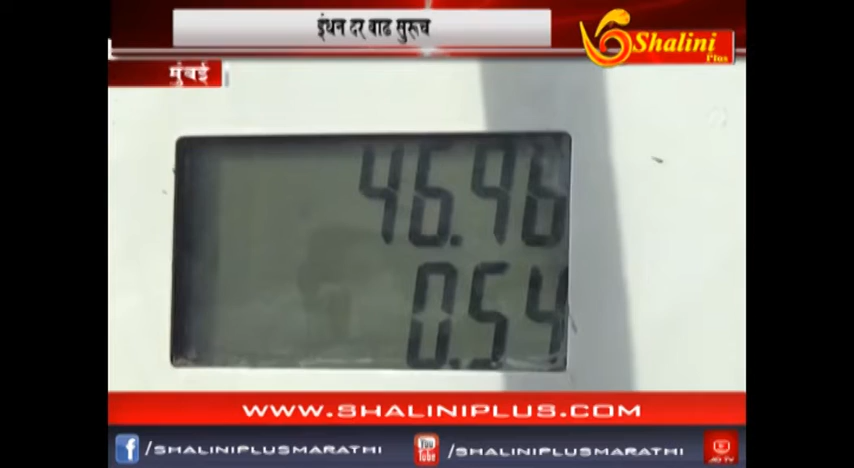 इंधन दर वाढ सुरूच
Shalini
Plus
मुंबई
46.96
0.54
WWW.SHALINIPLUS.COM
f /SHALINIPLUSMARATHI
You
Tube /SHALINIPLUSMARATHI
JIO TV